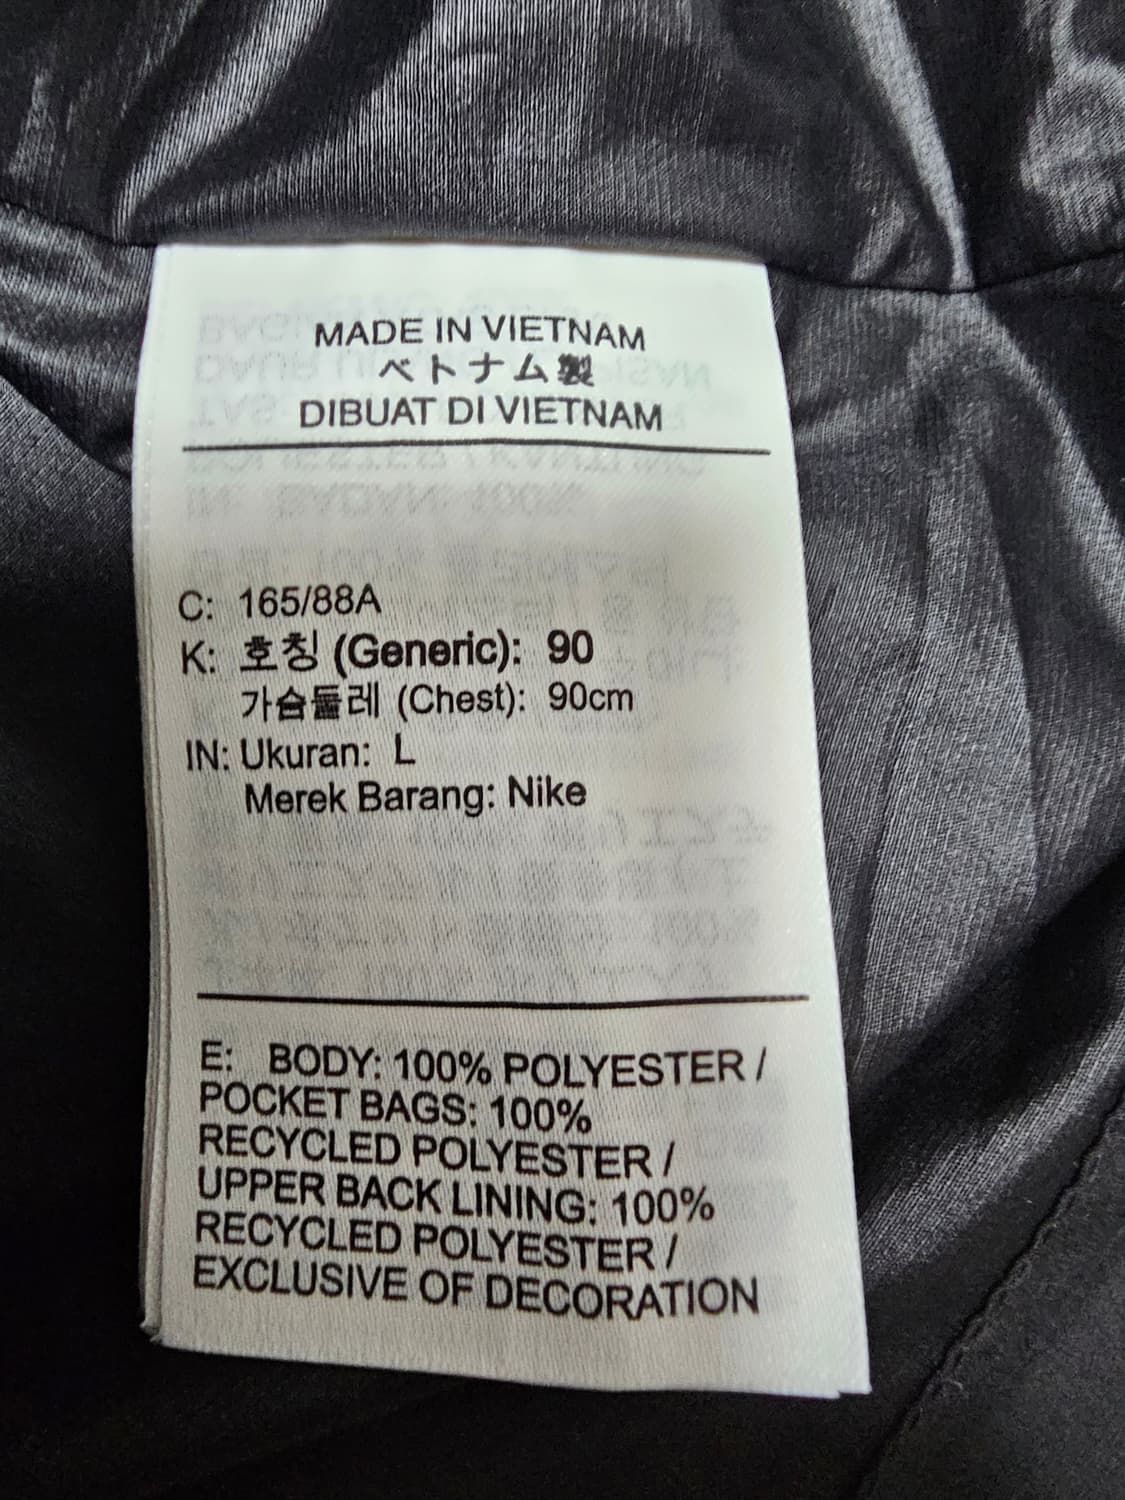 MADE IN VIETNAM
ベトナム製
DIBUAT DI VIETNAM
C: 165/88A
K: 호칭 (Generic): 90
가슴둘레 (Chest): 90cm
IN: Ukuran: L
Merek Barang: Nike
E: BODY: 100% POLYESTER /
POCKET BAGS: 100%
RECYCLED POLYESTER /
UPPER BACK LINING: 100%
RECYCLED POLYESTER /
EXCLUSIVE OF DECORATION